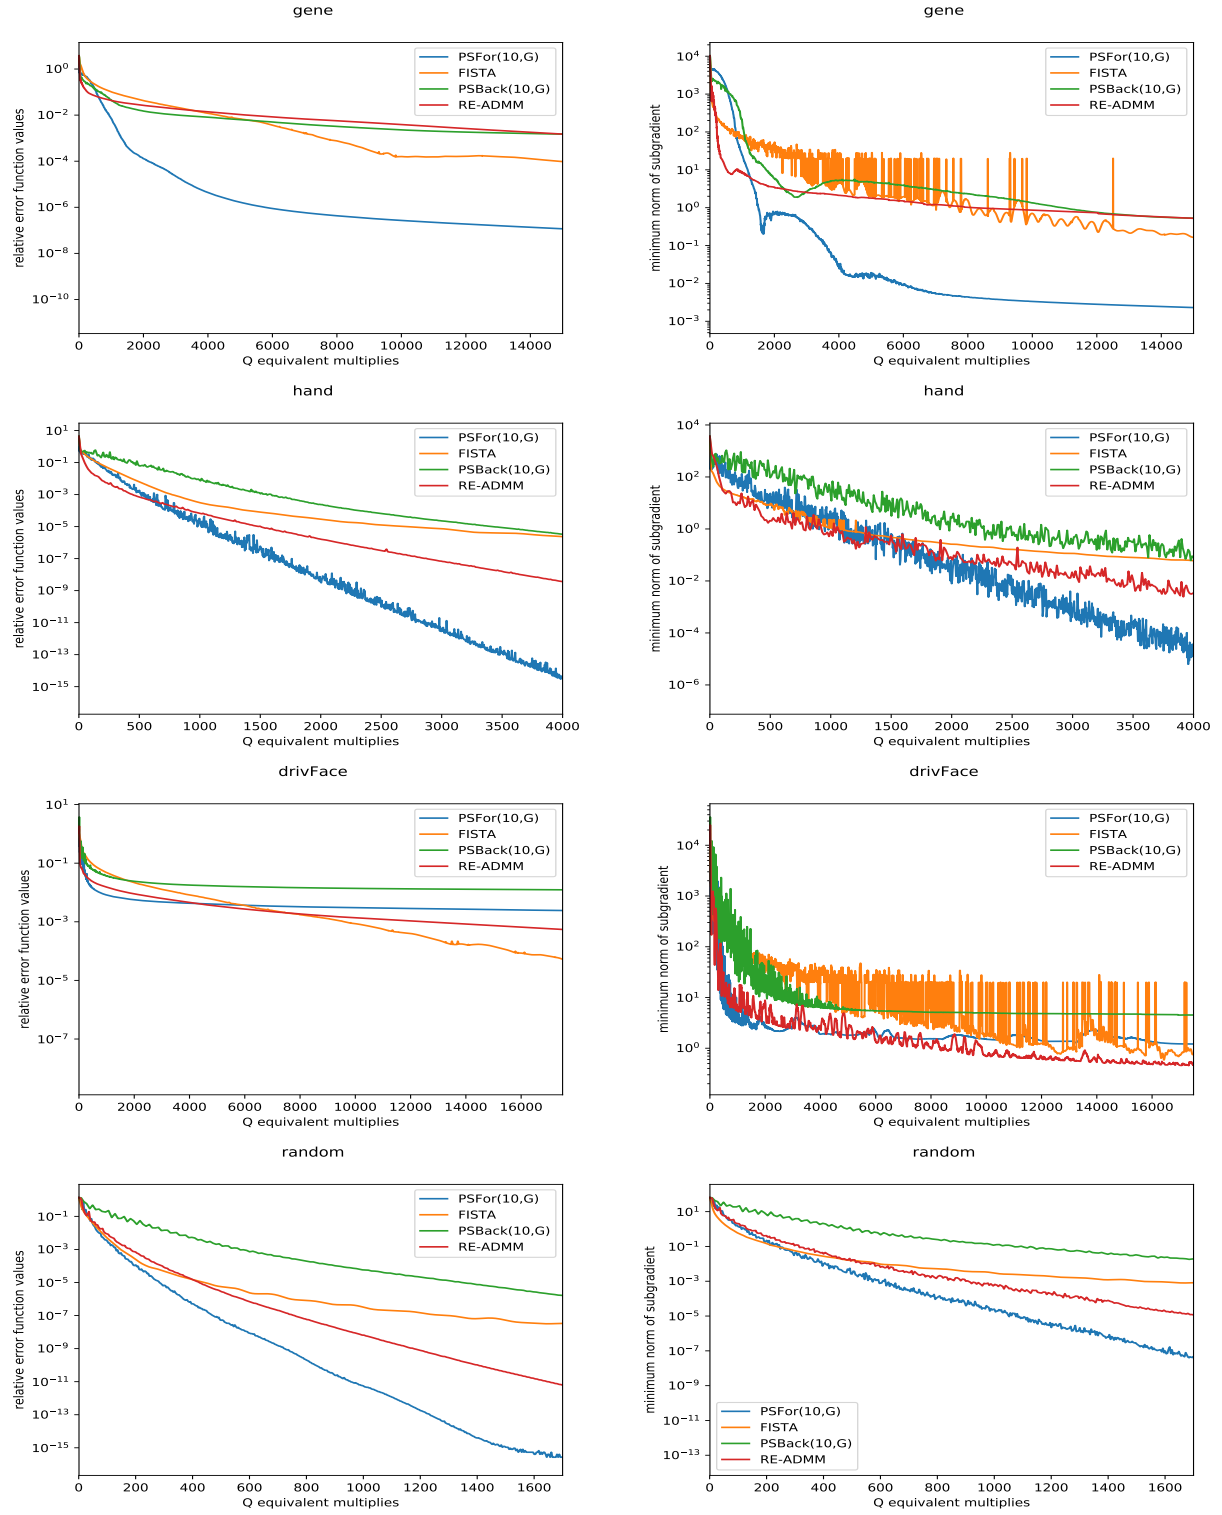 gene
10^0
10^−2
10^−4
10^−6
10^−8
10^−10
relative error function values
0 2000 4000 6000 8000 10000 12000 14000
Q equivalent multiplies
PSFor(10,G)
FISTA
PSBack(10,G)
RE-ADMM
gene
10^4
10^3
10^2
10^1
10^0
10^−1
10^−2
10^−3
minimum norm of subgradient
0 2000 4000 6000 8000 10000 12000 14000
Q equivalent multiplies
PSFor(10,G)
FISTA
PSBack(10,G)
RE-ADMM
hand
10^1
10^−1
10^−3
10^−5
10^−7
10^−9
10^−11
10^−13
10^−15
relative error function values
0 500 1000 1500 2000 2500 3000 3500 4000
Q equivalent multiplies
PSFor(10,G)
FISTA
PSBack(10,G)
RE-ADMM
hand
10^4
10^2
10^0
10^−2
10^−4
10^−6
minimum norm of subgradient
0 500 1000 1500 2000 2500 3000 3500 4000
Q equivalent multiplies
PSFor(10,G)
FISTA
PSBack(10,G)
RE-ADMM
drivFace
10^1
10^−1
10^−3
10^−5
10^−7
relative error function values
0 2000 4000 6000 8000 10000 12000 14000 16000
Q equivalent multiplies
PSFor(10,G)
FISTA
PSBack(10,G)
RE-ADMM
drivFace
10^4
10^3
10^2
10^1
10^0
minimum norm of subgradient
0 2000 4000 6000 8000 10000 12000 14000 16000
Q equivalent multiplies
PSFor(10,G)
FISTA
PSBack(10,G)
RE-ADMM
random
10^−1
10^−3
10^−5
10^−7
10^−9
10^−11
10^−13
10^−15
relative error function values
0 200 400 600 800 1000 1200 1400 1600
Q equivalent multiplies
PSFor(10,G)
FISTA
PSBack(10,G)
RE-ADMM
random
10^1
10^−1
10^−3
10^−5
10^−7
10^−9
10^−11
10^−13
minimum norm of subgradient
0 200 400 600 800 1000 1200 1400 1600
Q equivalent multiplies
PSFor(10,G)
FISTA
PSBack(10,G)
RE-ADMM